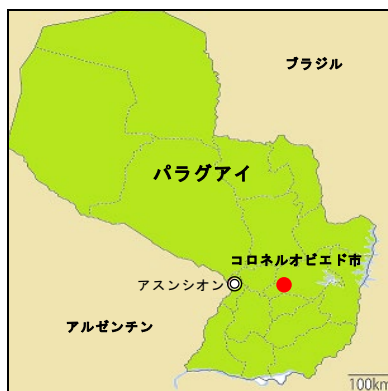 ブラジル
パラグアイ
コロネルオビエド市
アスンシオン
アルゼンチン
100km